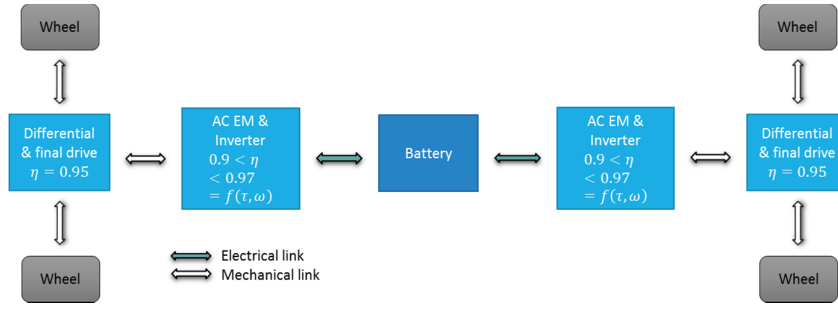 Wheel
Wheel
Differential
& final drive
η = 0.95
AC EM &
Inverter
0.9 < η
< 0.97
= f(τ, ω)
Battery
AC EM &
Inverter
0.9 < η
< 0.97
= f(τ, ω)
Differential
& final drive
η = 0.95
Wheel
Electrical link
Mechanical link
Wheel